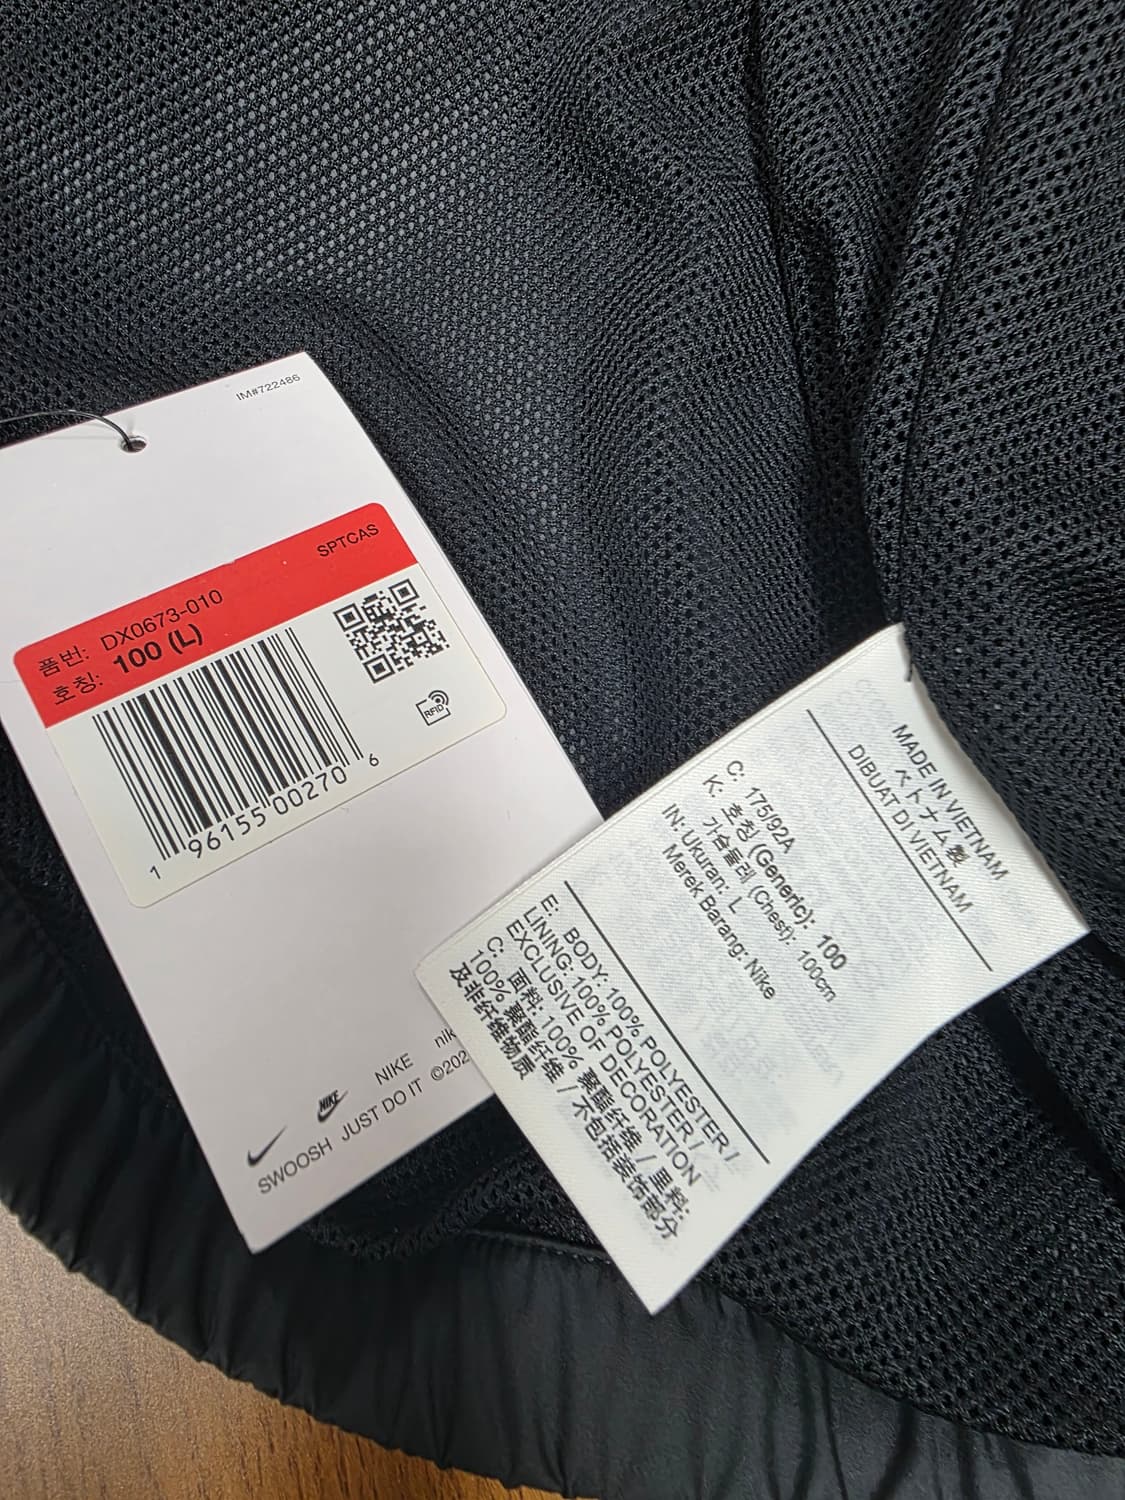 IM#722486
SPTCAS
품번: DX0673-010
호칭: 100 (L)
RFID
1 96155 00270 6
NIKE
NIKE
SWOOSH JUST DO IT
MADE IN VIETNAM
ベトナム製
DIBUAT DI VIETNAM
C: 175/92A
K: 호칭 (Generic): 100
가슴둘레 (Chest): 100cm
IN: Ukuran: L
Merek Barang: Nike
E: BODY: 100% POLYESTER /
LINING: 100% POLYESTER /
EXCLUSIVE OF DECORATION
C: 面料: 100% 聚酯纤维 / 里料:
100% 聚酯纤维 / 不包括装饰部分
及非纤维物质